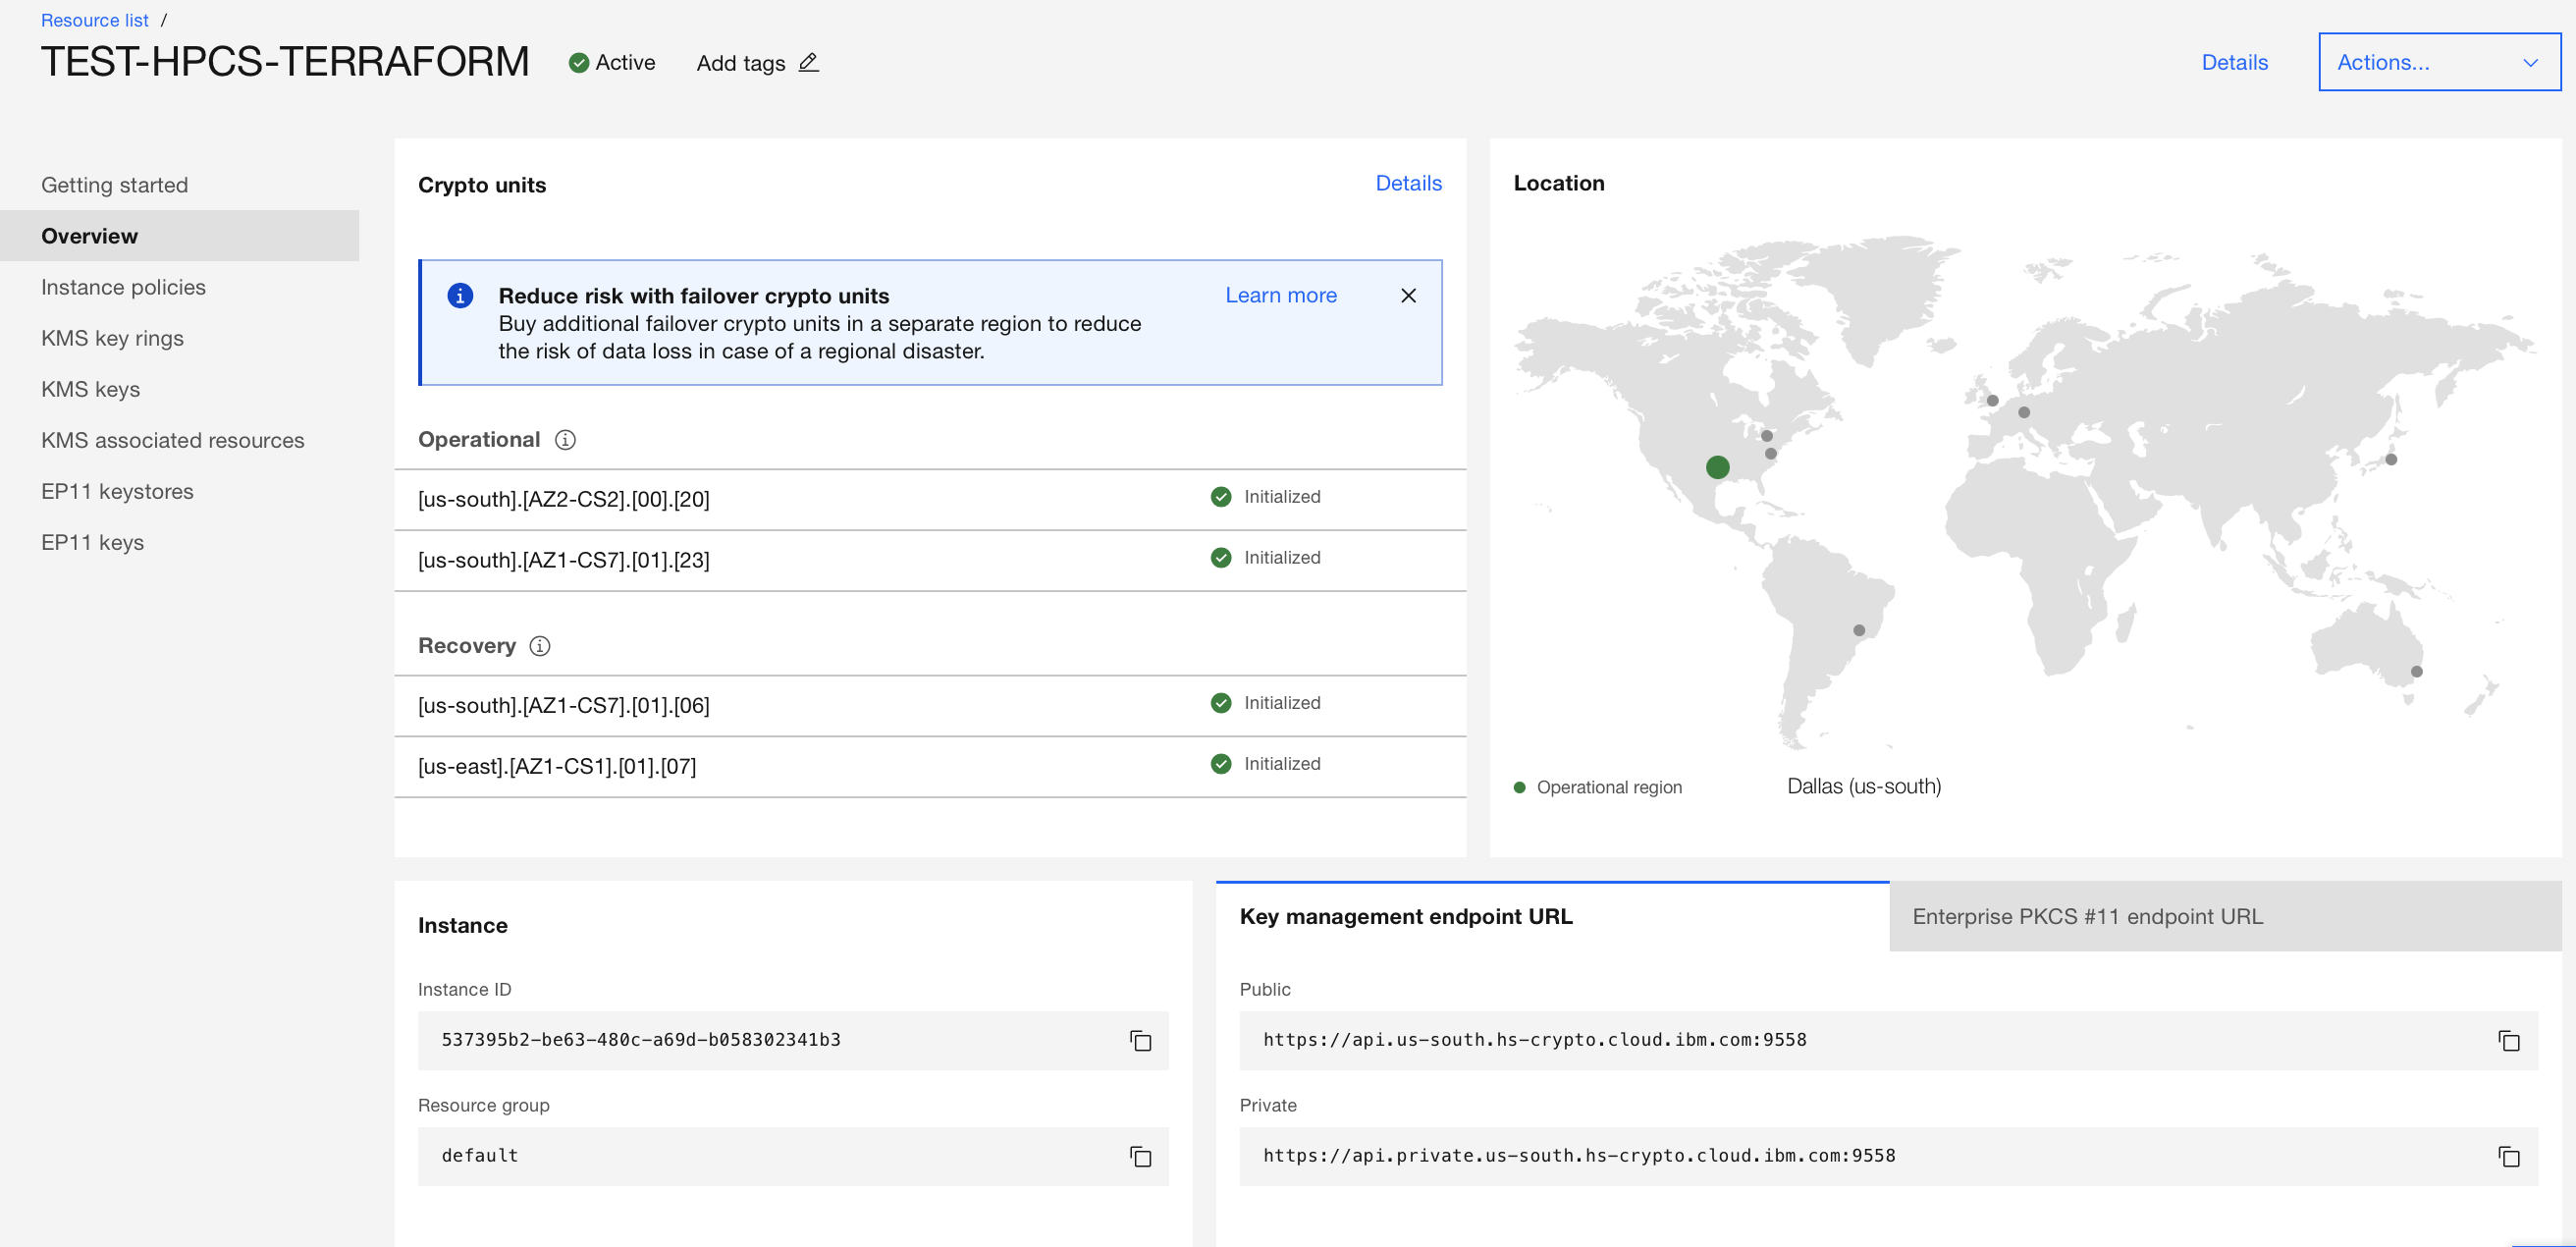 Resource list /
TEST-HPCS-TERRAFORM Active Add tags Details Actions...
Getting started
Overview
Instance policies
KMS key rings
KMS keys
KMS associated resources
EP11 keystores
EP11 keys
Crypto units Details
Reduce risk with failover crypto units Learn more
Buy additional failover crypto units in a separate region to reduce
the risk of data loss in case of a regional disaster.
Operational
[us-south].[AZ2-CS2].[00].[20] Initialized
[us-south].[AZ1-CS7].[01].[23] Initialized
Recovery
[us-south].[AZ1-CS7].[01].[06] Initialized
[us-east].[AZ1-CS1].[01].[07] Initialized
Location
Operational region Dallas (us-south)
Instance
Instance ID
537395b2-be63-480c-a69d-b058302341b3
Resource group
default
Key management endpoint URL Enterprise PKCS #11 endpoint URL
Public
https://api.us-south.hs-crypto.cloud.ibm.com:9558
Private
https://api.private.us-south.hs-crypto.cloud.ibm.com:9558